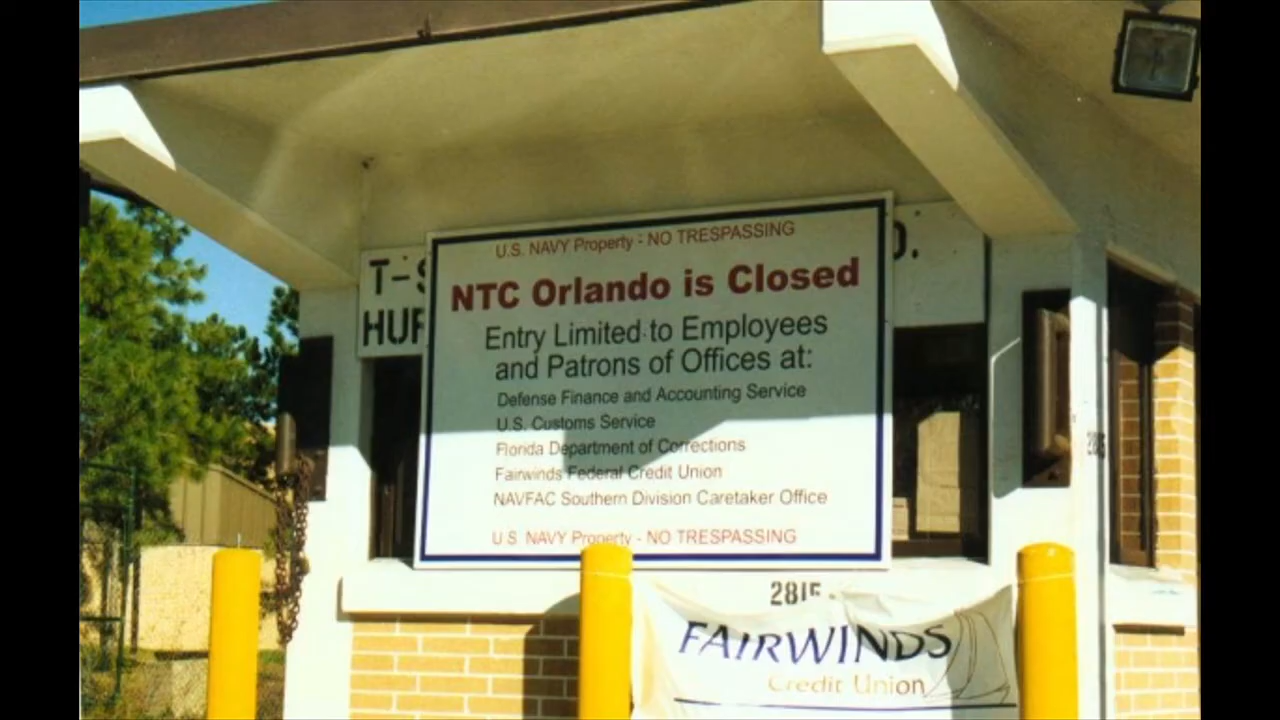 U.S. NAVY Property - NO TRESPASSING
NTC Orlando is Closed
Entry Limited to Employees
and Patrons of Offices at:
Defense Finance and Accounting Service
U.S. Customs Service
Florida Department of Corrections
Fairwinds Federal Credit Union
NAVFAC Southern Division Caretaker Office
U.S. NAVY Property - NO TRESPASSING
FAIRWINDS
Credit Union